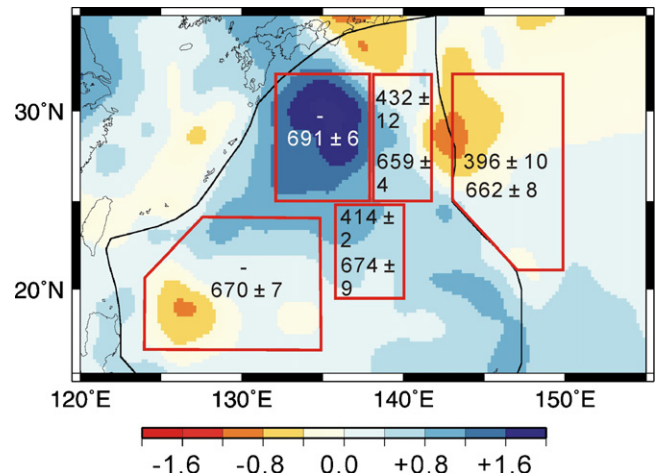 30°N
20°N
-
691 ± 6
432 ±
12
659 ±
4
396 ± 10
662 ± 8
414 ±
2
674 ±
9
-
670 ± 7
120°E
130°E
140°E
150°E
-1.6
-0.8
0.0
+0.8
+1.6